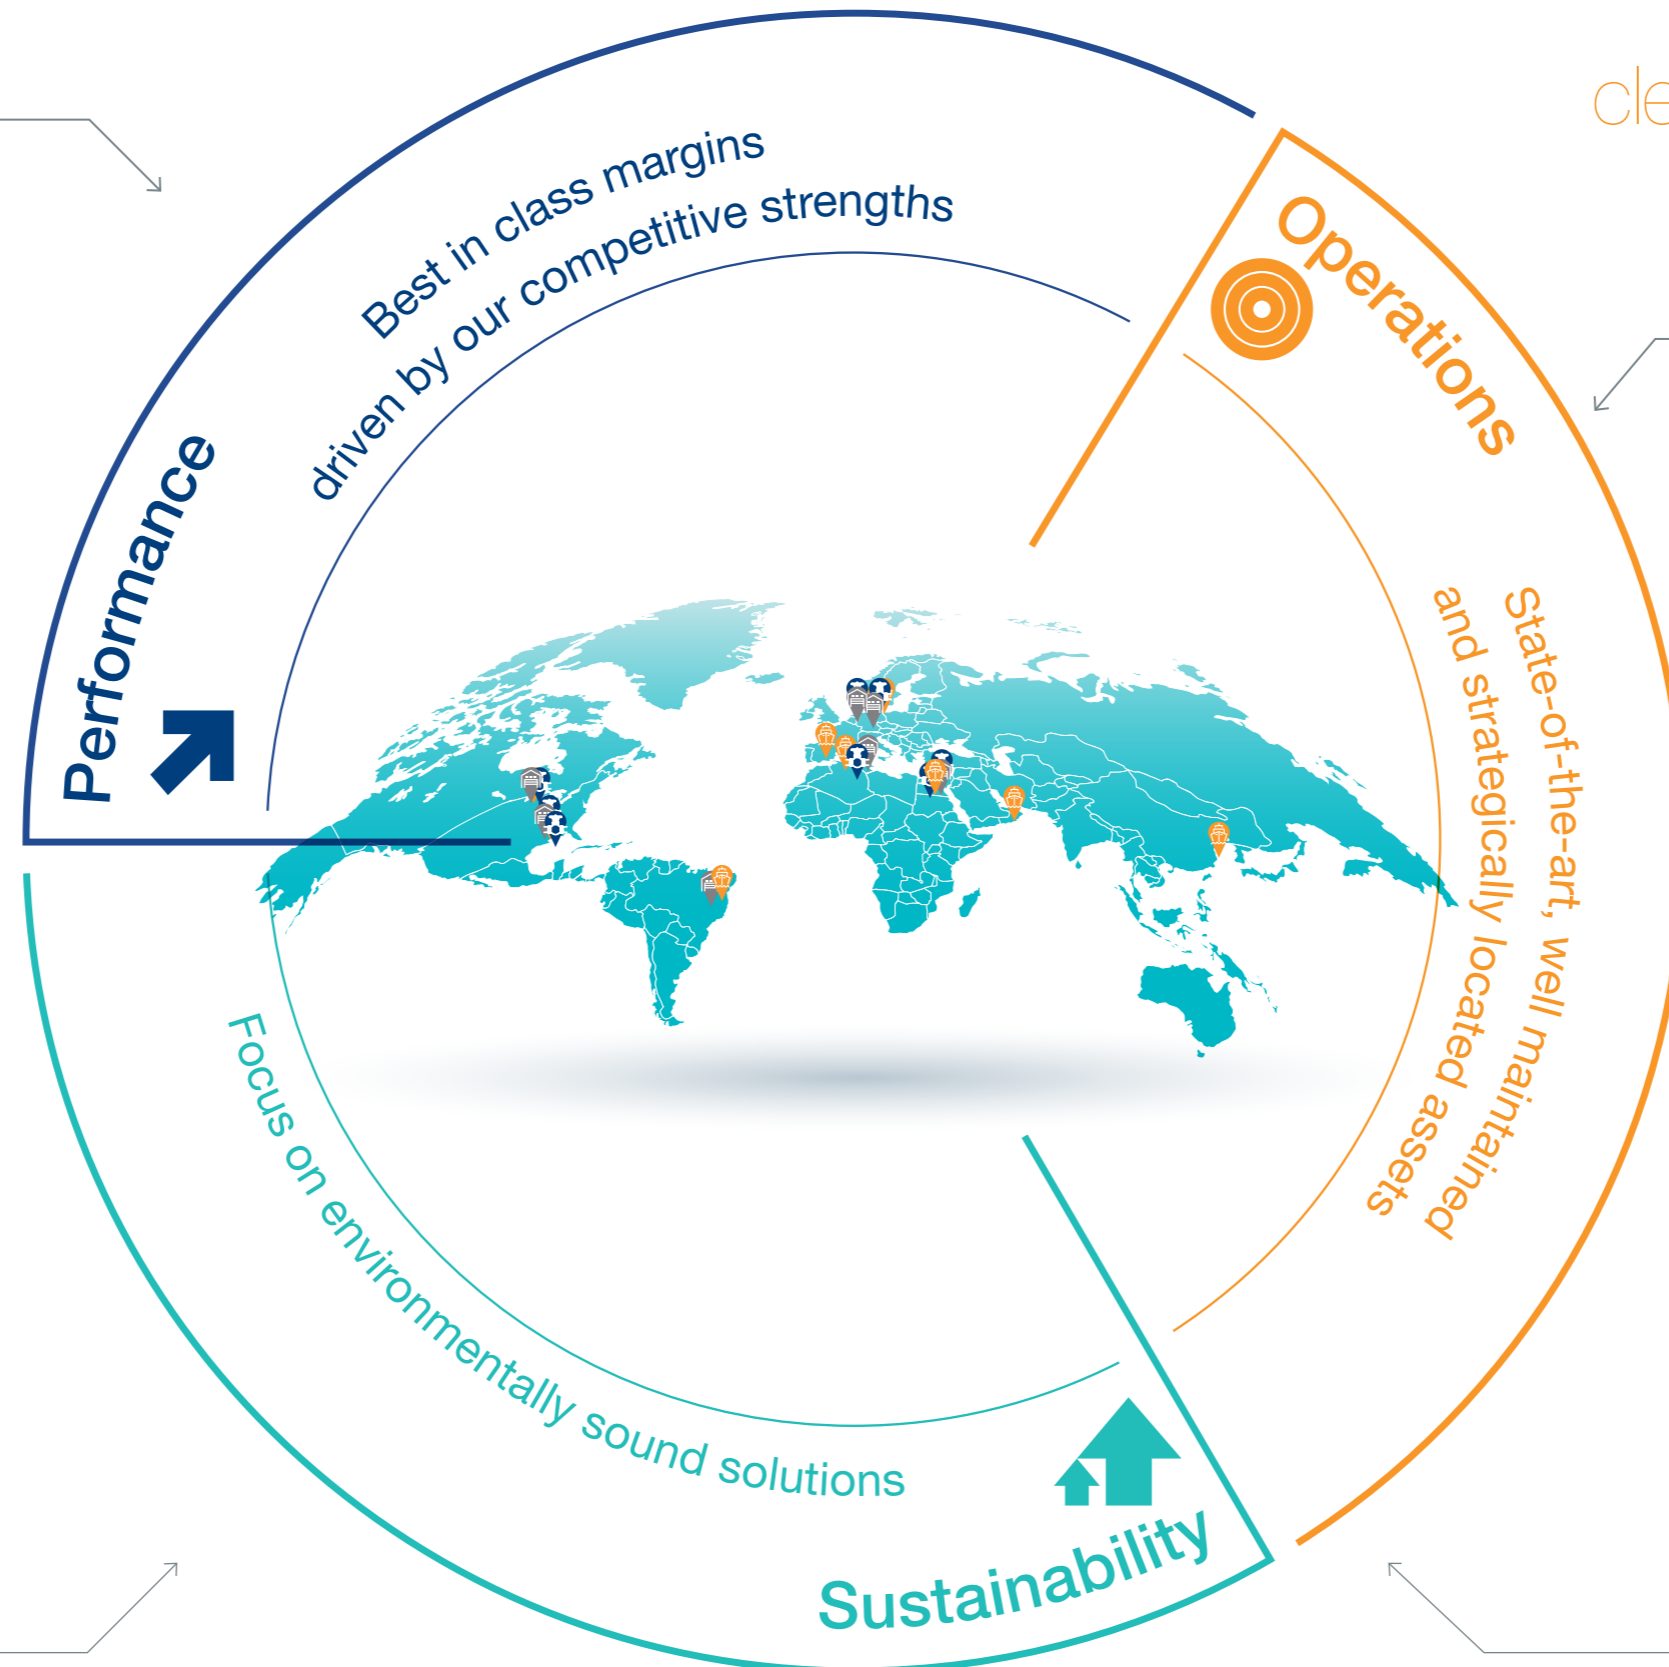 Performance
Best in class margins
driven by our competitive strengths
Operations
State-of-the-art, well maintained
and strategically located assets
Focus on environmentally sound solutions
Sustainability